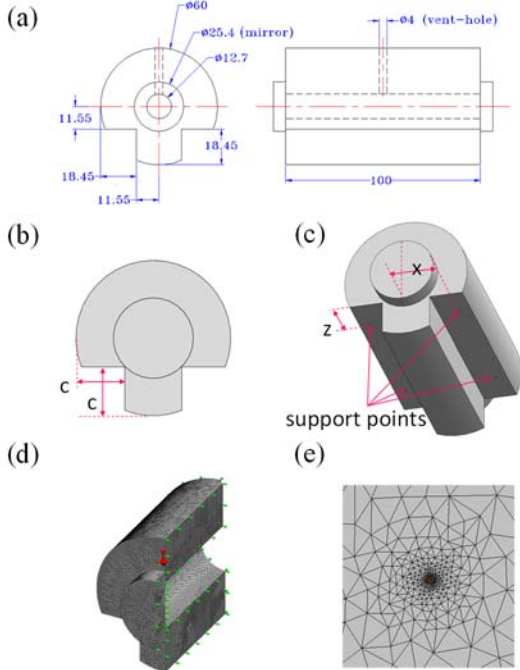 (a)
ø60
ø25.4 (mirror)
ø12.7
ø4 (vent-hole)
11.55
18.45
18.45
11.55
100
(b)
(c)
x
z
c
c
support points
(d)
(e)